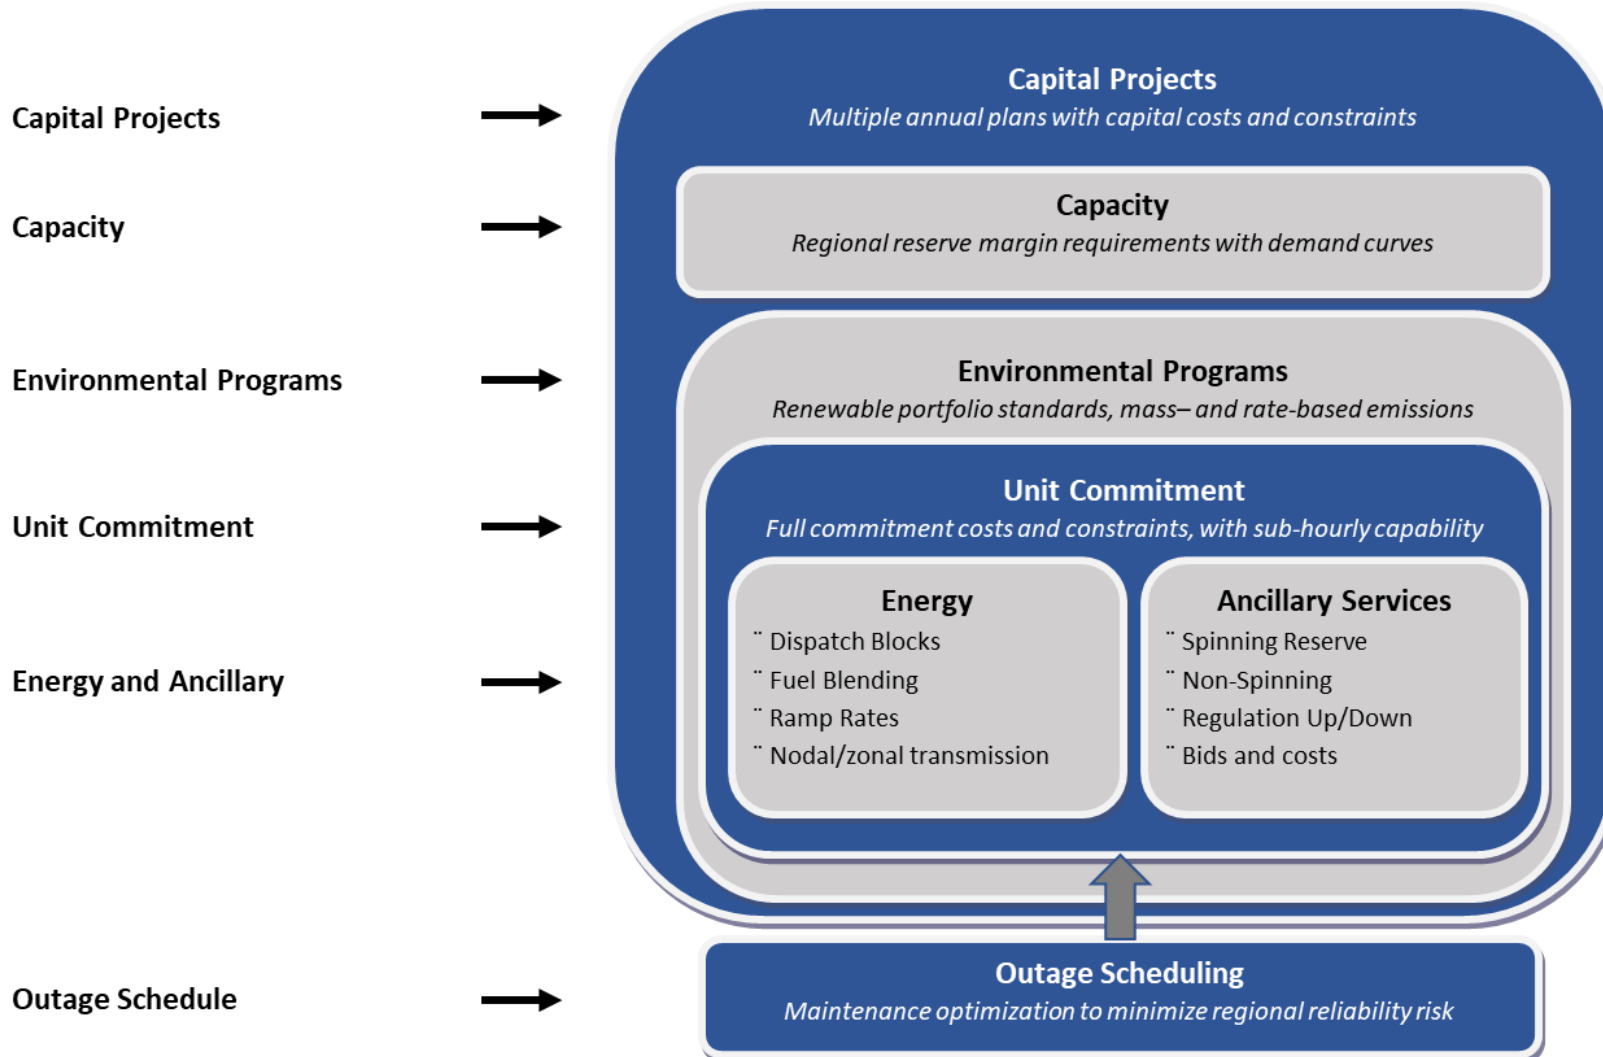 Capital Projects
Capacity
Environmental Programs
Unit Commitment
Energy and Ancillary
Outage Schedule
Capital Projects
Multiple annual plans with capital costs and constraints
Capacity
Regional reserve margin requirements with demand curves
Environmental Programs
Renewable portfolio standards, mass– and rate-based emissions
Unit Commitment
Full commitment costs and constraints, with sub-hourly capability
Energy
¨ Dispatch Blocks
¨ Fuel Blending
¨ Ramp Rates
¨ Nodal/zonal transmission
Ancillary Services
¨ Spinning Reserve
¨ Non-Spinning
¨ Regulation Up/Down
¨ Bids and costs
Outage Scheduling
Maintenance optimization to minimize regional reliability risk